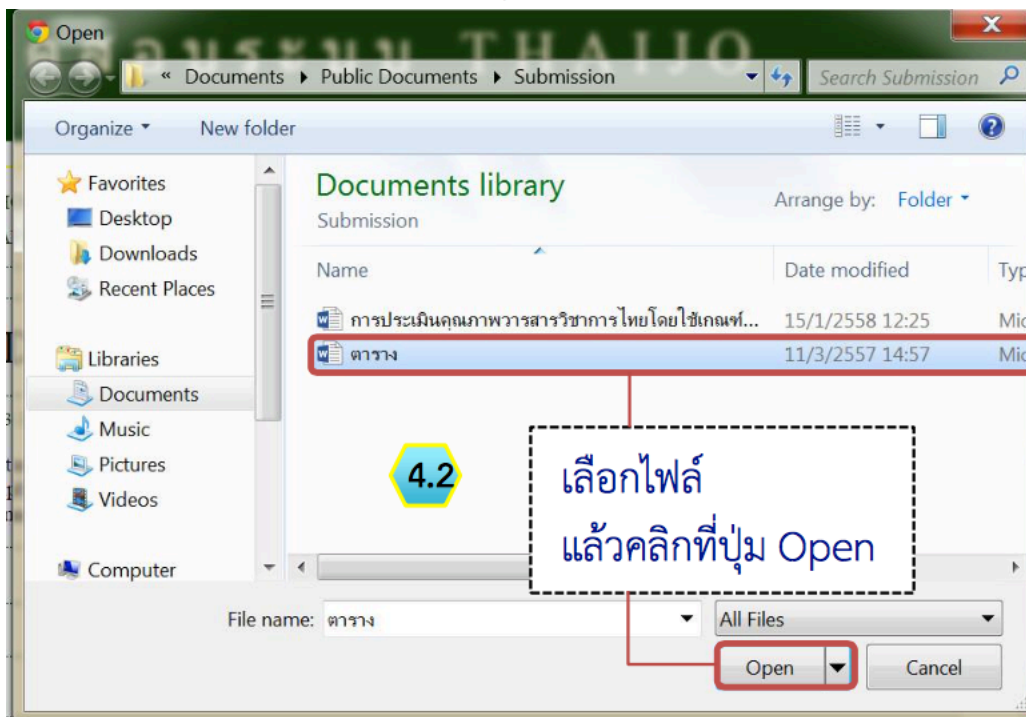 Open
THAIJO
« Documents ▸ Public Documents ▸ Submission
Search Submission
Organize
New folder
Favorites
Desktop
Downloads
Recent Places
Libraries
Documents
Music
Pictures
Videos
Computer
Documents library
Submission
Arrange by: Folder
Name Date modified Typ
การประเมินคุณภาพวารสารวิชาการไทยโดยใช้เกณฑ์... 15/1/2558 12:25 Mic
ตาราง 11/3/2557 14:57 Mic
4.2
เลือกไฟล์
แล้วคลิกที่ปุ่ม Open
File name: ตาราง
All Files
Open
Cancel